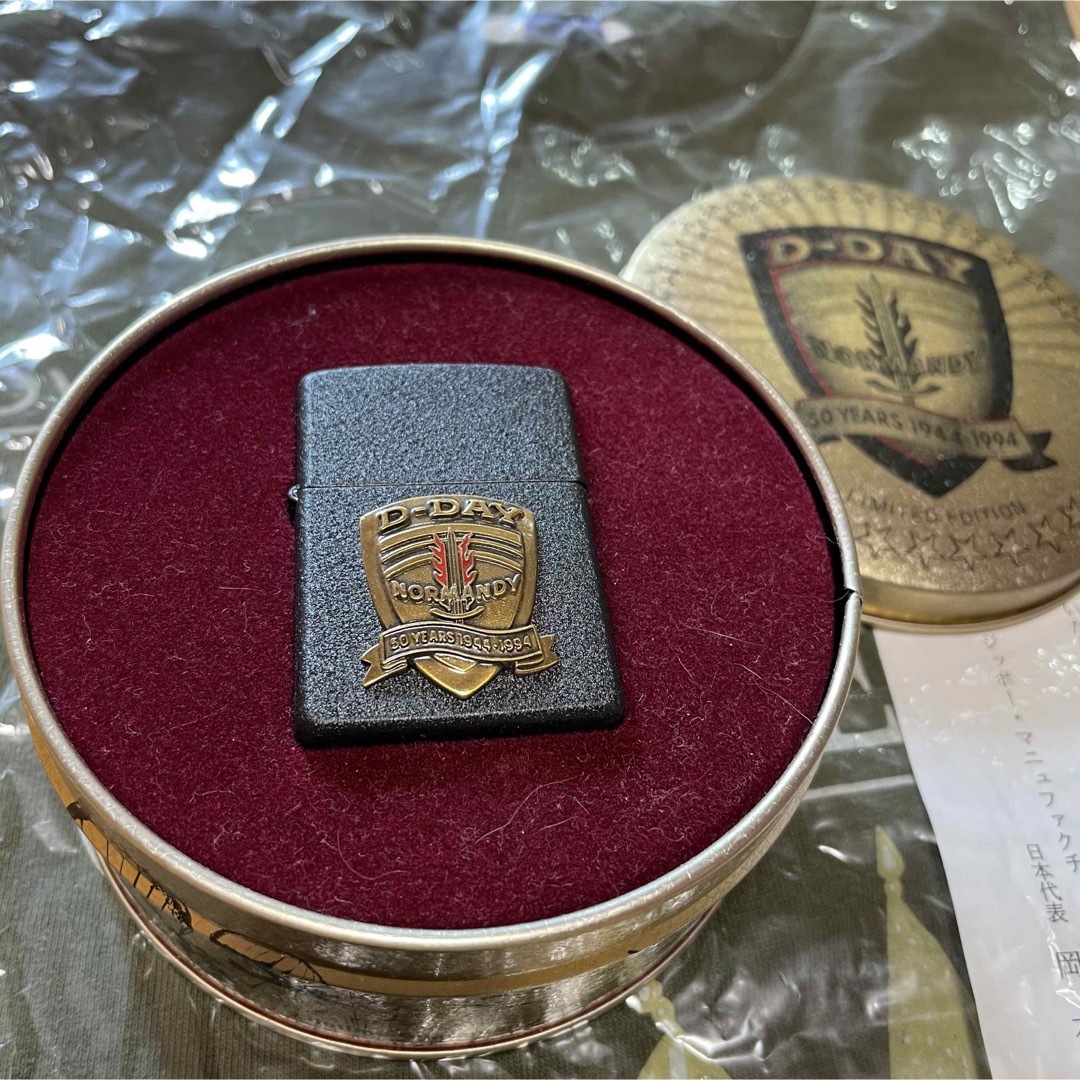 D-DAY
NORMANDY
50 YEARS 1944-1994
D-DAY
NORMANDY
50 YEARS 1944-1994
LIMITED EDITION
ジッポー・マニュファクチ
日本代表 岡